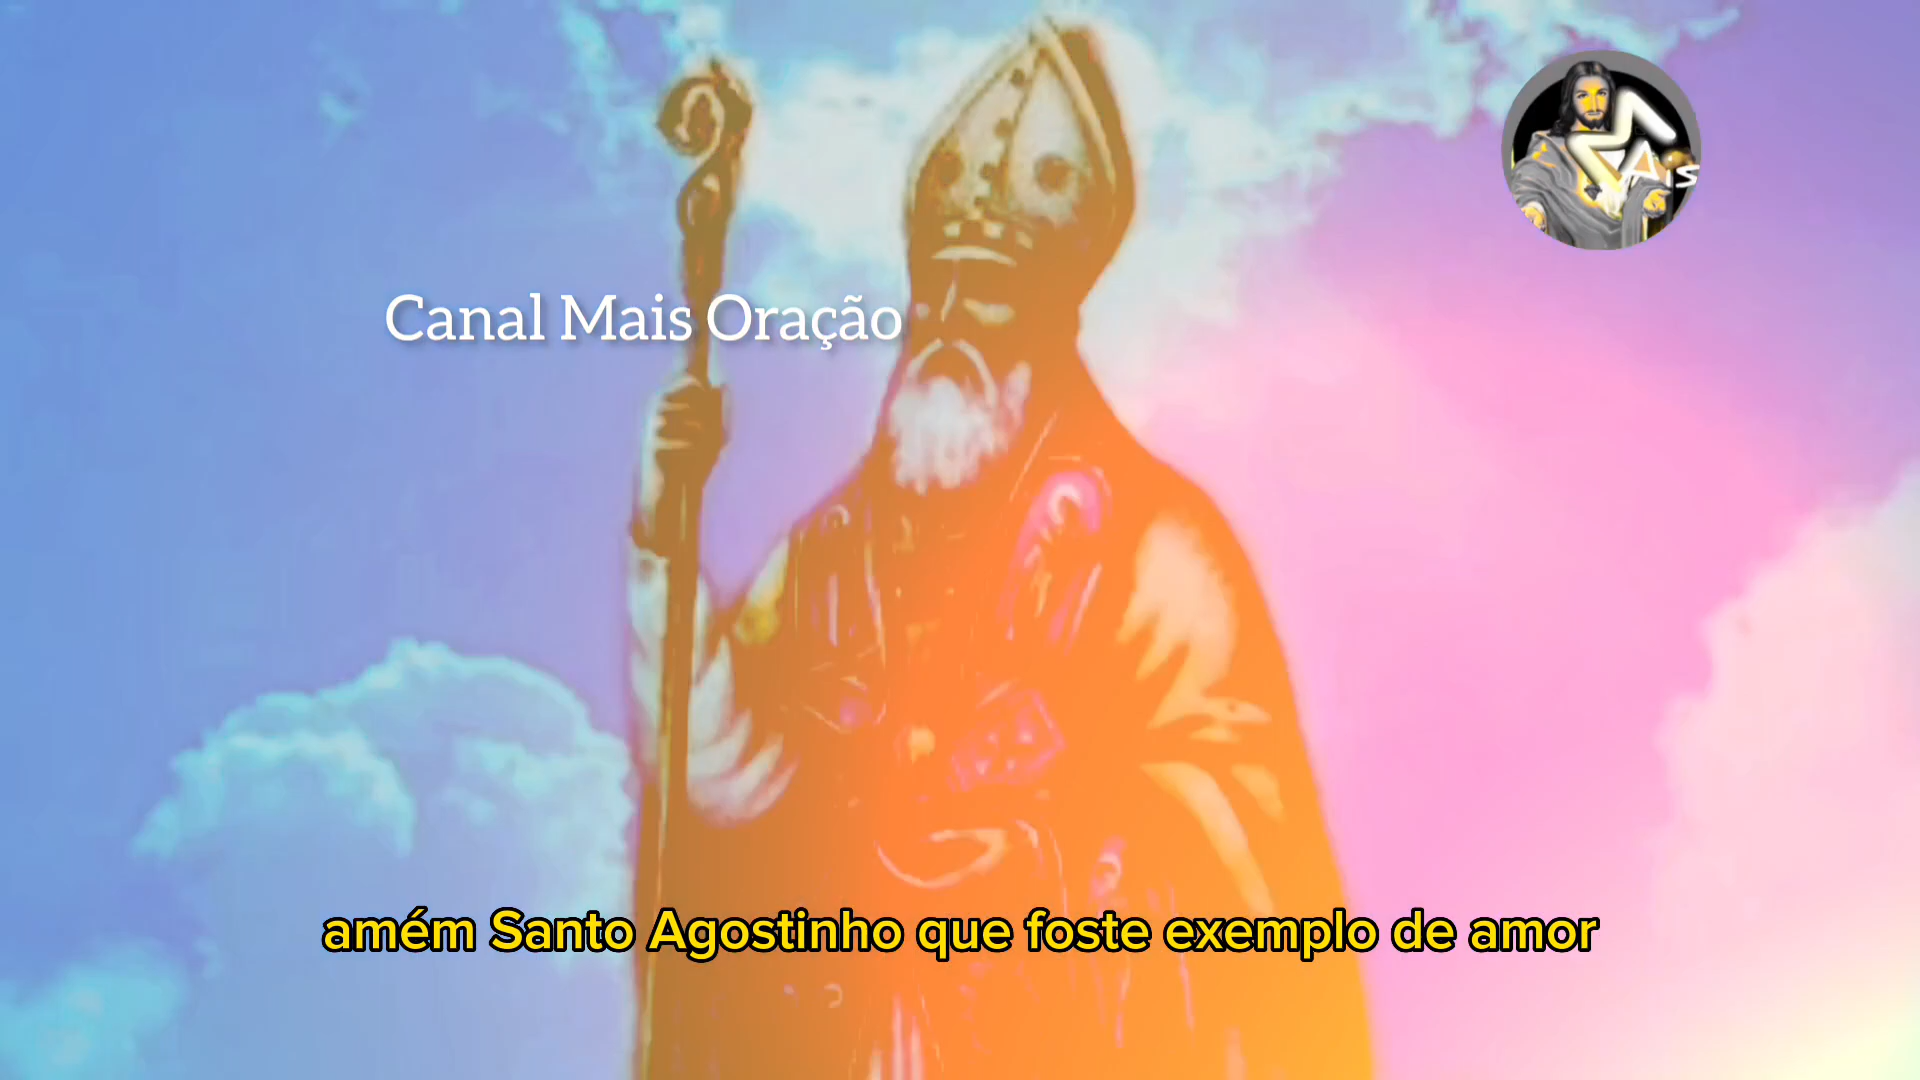 Canal Mais Oração
amém Santo Agostinho que foste exemplo de amor